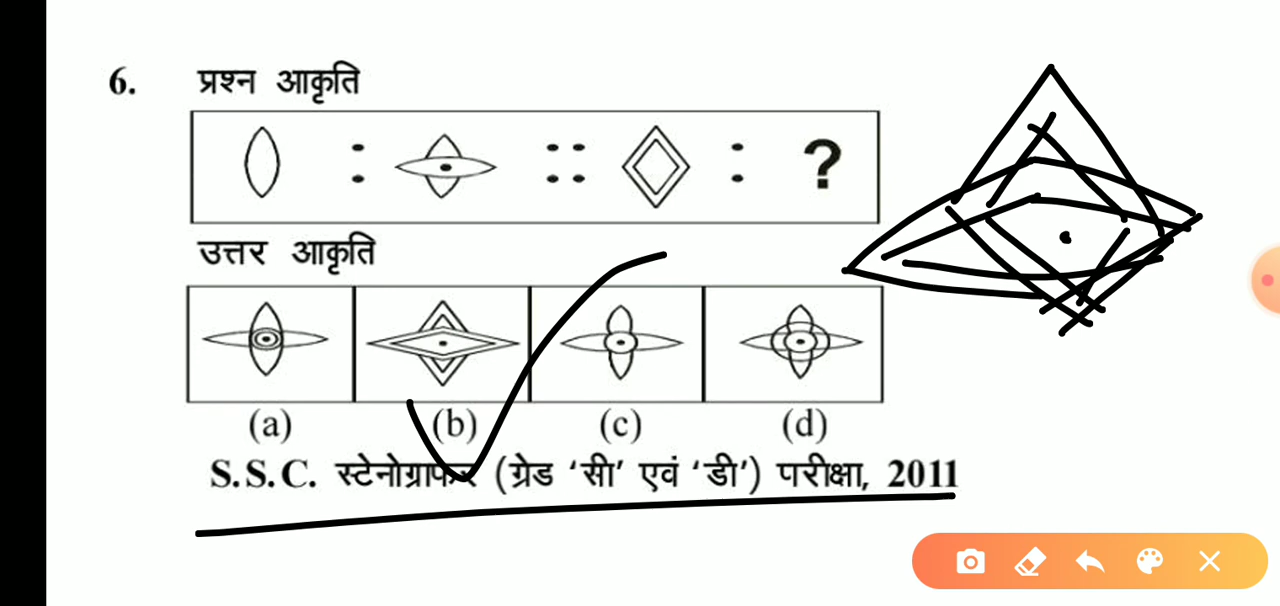 6. प्रश्न आकृति
: :: : ?
उत्तर आकृति
(a) (b) (c) (d)
S.S.C. स्टेनोग्राफर (ग्रेड ‘सी’ एवं ‘डी’) परीक्षा, 2011